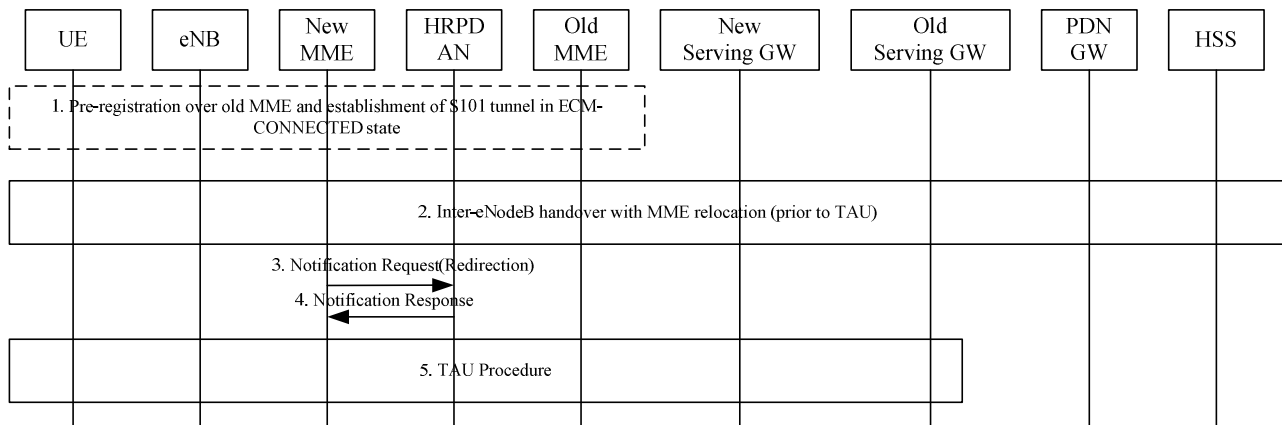 UE
eNB
New
MME
HRPD
AN
Old
MME
New
Serving GW
Old
Serving GW
PDN
GW
HSS
1. Pre-registration over old MME and establishment of S101 tunnel in ECM-
CONNECTED state
2. Inter-eNodeB handover with MME relocation (prior to TAU)
3. Notification Request(Redirection)
4. Notification Response
5. TAU Procedure